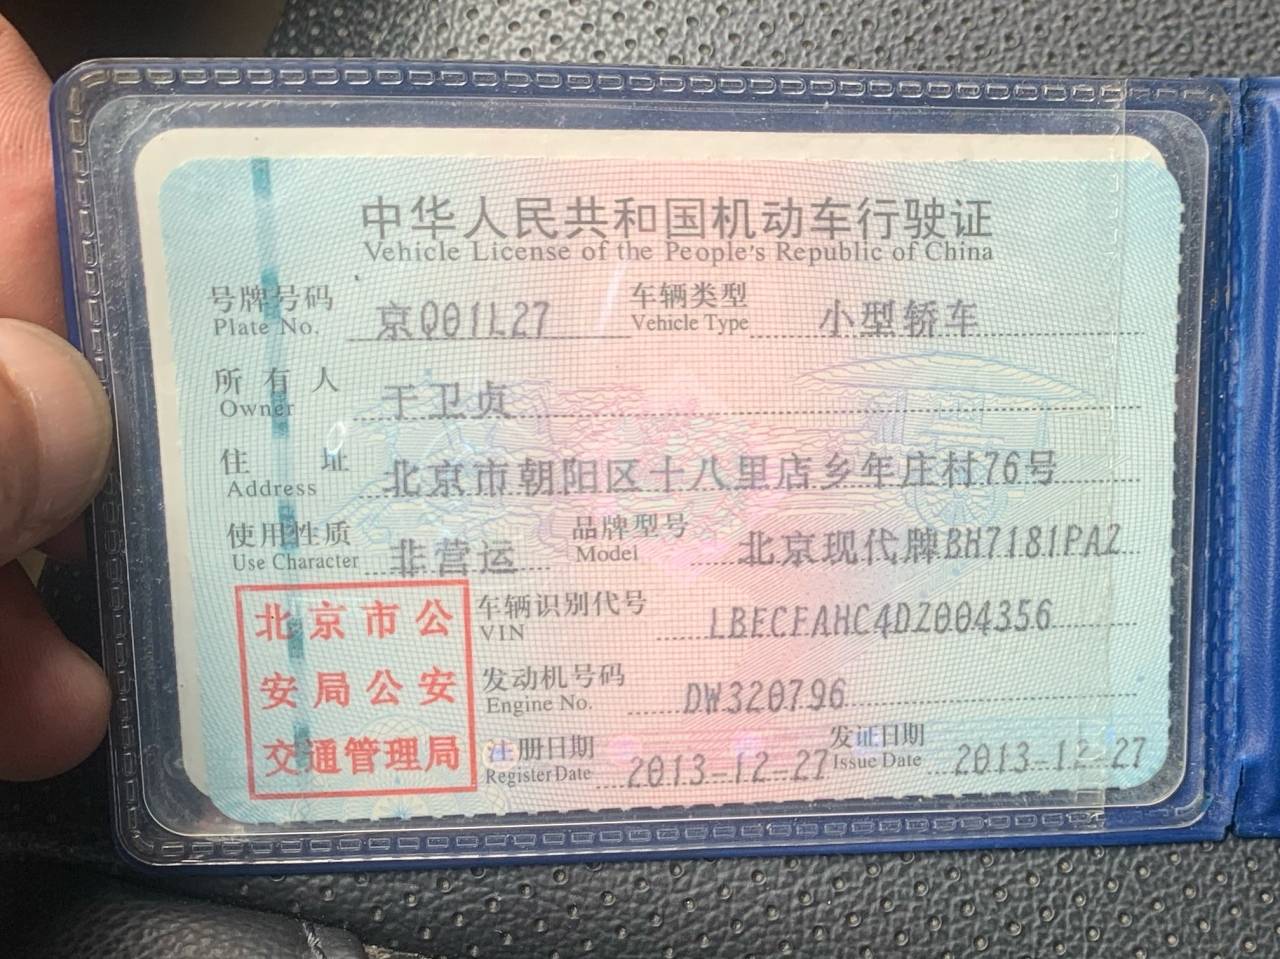 中华人民共和国机动车行驶证
Vehicle License of the People's Republic of China
号牌号码 京Q01L27 车辆类型 小型轿车
Plate No. Vehicle Type
所有人 于卫贞
Owner
住址 北京市朝阳区十八里店乡年庄村76号
Address
使用性质 非营运 品牌型号 北京现代牌BH7181PAZ
Use Character Model
北京市公
安局公安
交通管理局
车辆识别代号 LBECFAHC4DZ004356
VIN
发动机号码 DW320796
Engine No.
注册日期 2013-12-27 发证日期 2013-12-27
Register Date Issue Date